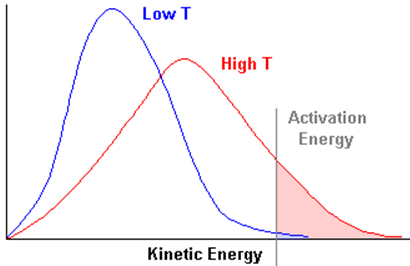 Low T
High T
Activation
Energy
Kinetic Energy